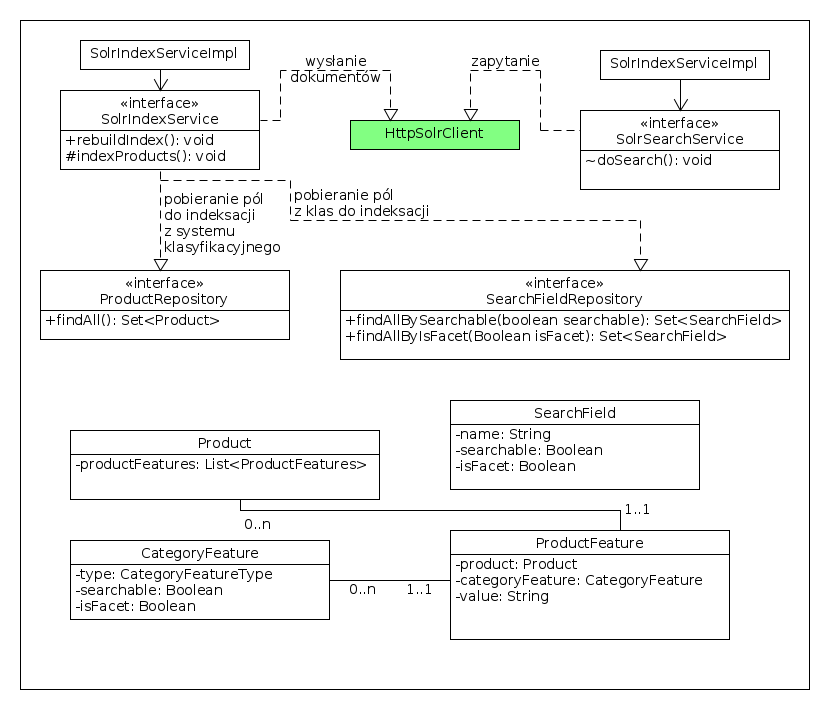 SolrIndexServiceImpl
«interface»
SolrIndexService
+rebuildIndex(): void
#indexProducts(): void
wysłanie
dokumentów
zapytanie
HttpSolrClient
SolrIndexServiceImpl
«interface»
SolrSearchService
~doSearch(): void
pobieranie pól
do indeksacji
z systemu
klasyfikacyjnego
pobieranie pól
z klas do indeksacji
«interface»
ProductRepository
+findAll(): Set<Product>
«interface»
SearchFieldRepository
+findAllBySearchable(boolean searchable): Set<SearchField>
+findAllByIsFacet(Boolean isFacet): Set<SearchField>
SearchField
-name: String
-searchable: Boolean
-isFacet: Boolean
Product
-productFeatures: List<ProductFeatures>
0..n
1..1
CategoryFeature
-type: CategoryFeatureType
-searchable: Boolean
-isFacet: Boolean
0..n
1..1
ProductFeature
-product: Product
-categoryFeature: CategoryFeature
-value: String